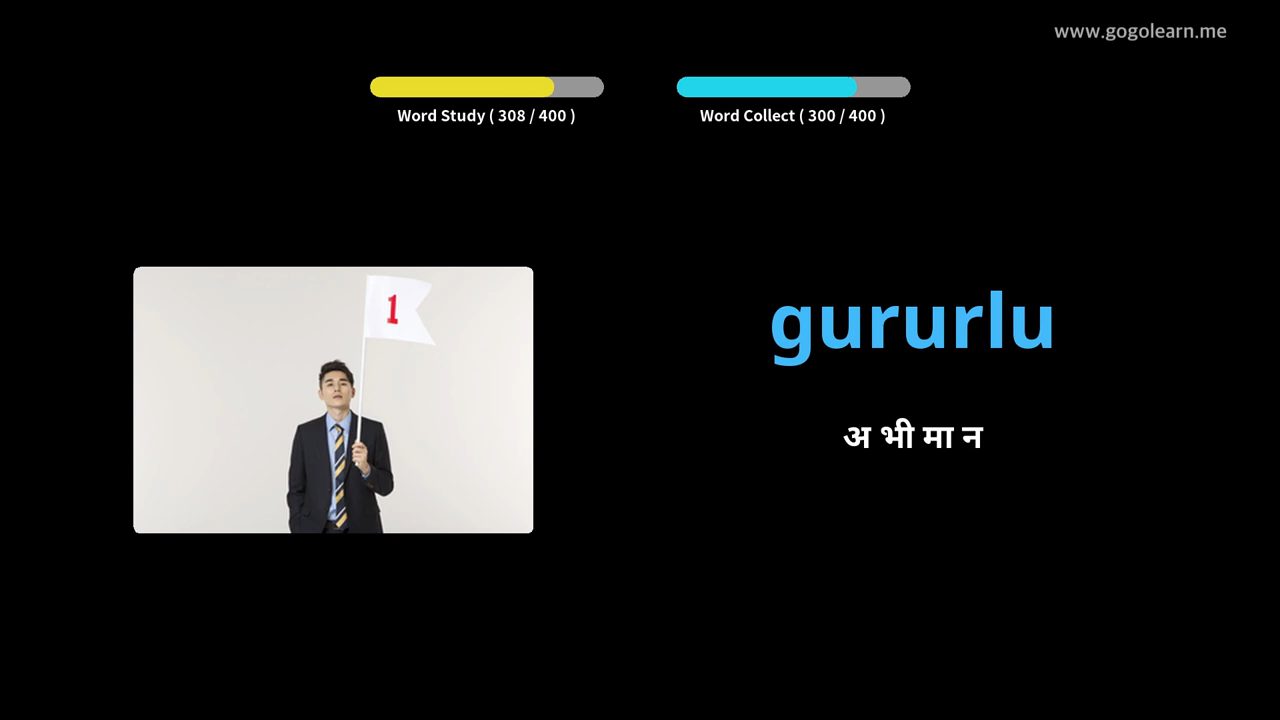 www.gogolearn.me
Word Study ( 308 / 400 )
Word Collect ( 300 / 400 )
1
gururlu
अ भी मा न